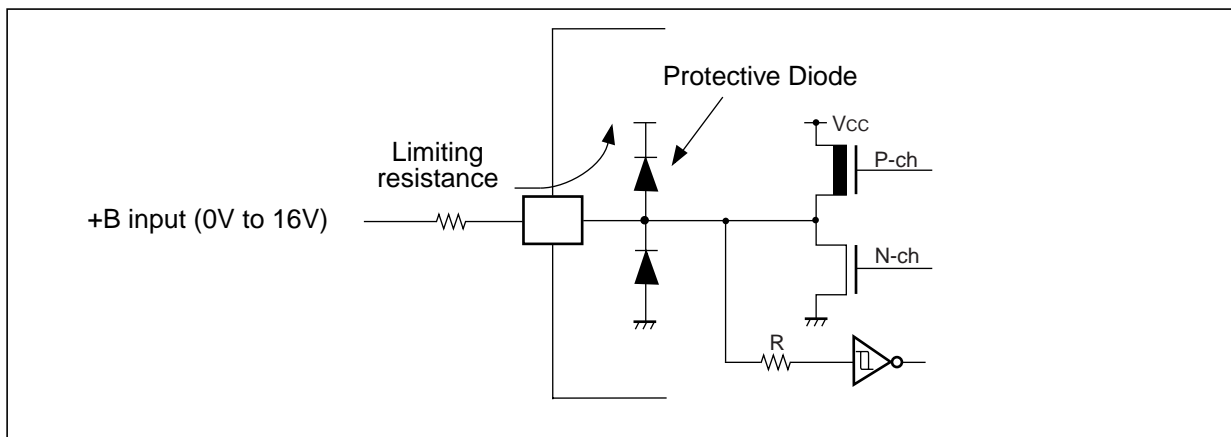 Protective Diode
VCC
Limiting
resistance
P-ch
+B input (0V to 16V)
N-ch
R